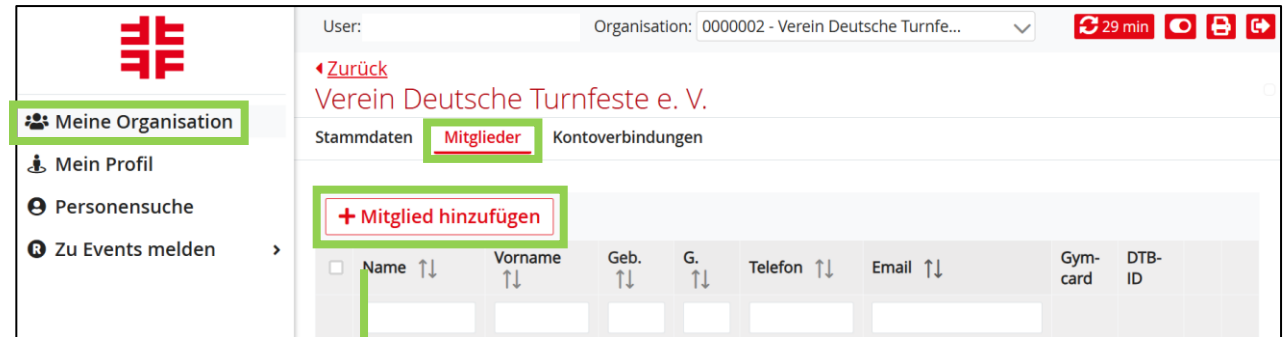 User: Organisation: 0000002 - Verein Deutsche Turnfe... 29 min
Zurück
Verein Deutsche Turnfeste e. V.
Meine Organisation
Stammdaten Mitglieder Kontoverbindungen
Mein Profil
Personensuche
+ Mitglied hinzufügen
Zu Events melden
Name Vorname Geb. G. Telefon Email Gym-card DTB-ID